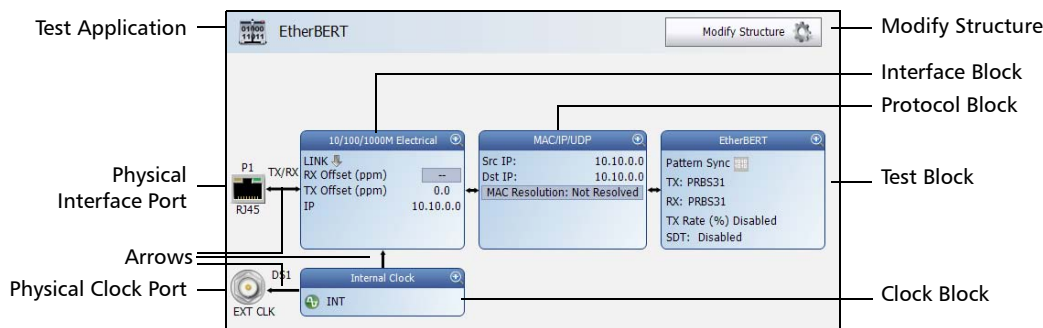 Test Application
01000
11011
EtherBERT
Modify Structure
Modify Structure
Interface Block
Protocol Block
10/100/1000M Electrical
LINK
RX Offset (ppm) --
TX Offset (ppm) 0.0
IP 10.10.0.0
MAC/IP/UDP
Src IP: 10.10.0.0
Dst IP: 10.10.0.0
MAC Resolution: Not Resolved
EtherBERT
Pattern Sync
TX: PRBS31
RX: PRBS31
TX Rate (%) Disabled
SDT: Disabled
Test Block
Physical
Interface Port
P1
TX/RX
RJ45
Arrows
Physical Clock Port
DS1
EXT CLK
Internal Clock
INT
Clock Block